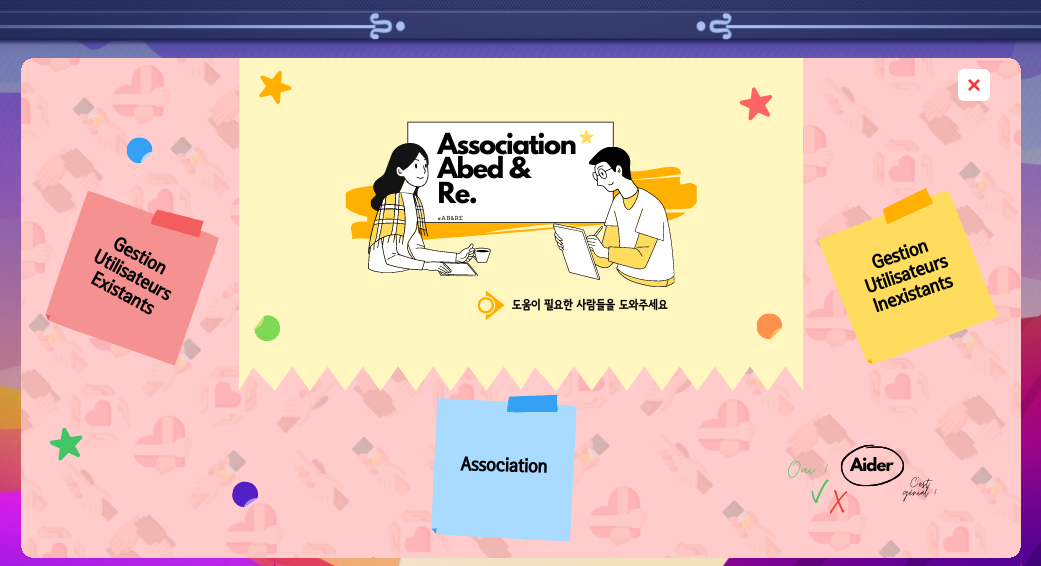 Association
Abed &
Re.
#AB&RE
도움이 필요한 사람들을 도와주세요
Gestion
Utilisateurs
Existants
Gestion
Utilisateurs
Inexistants
Association
Oui !
Aider
C'est
génial !